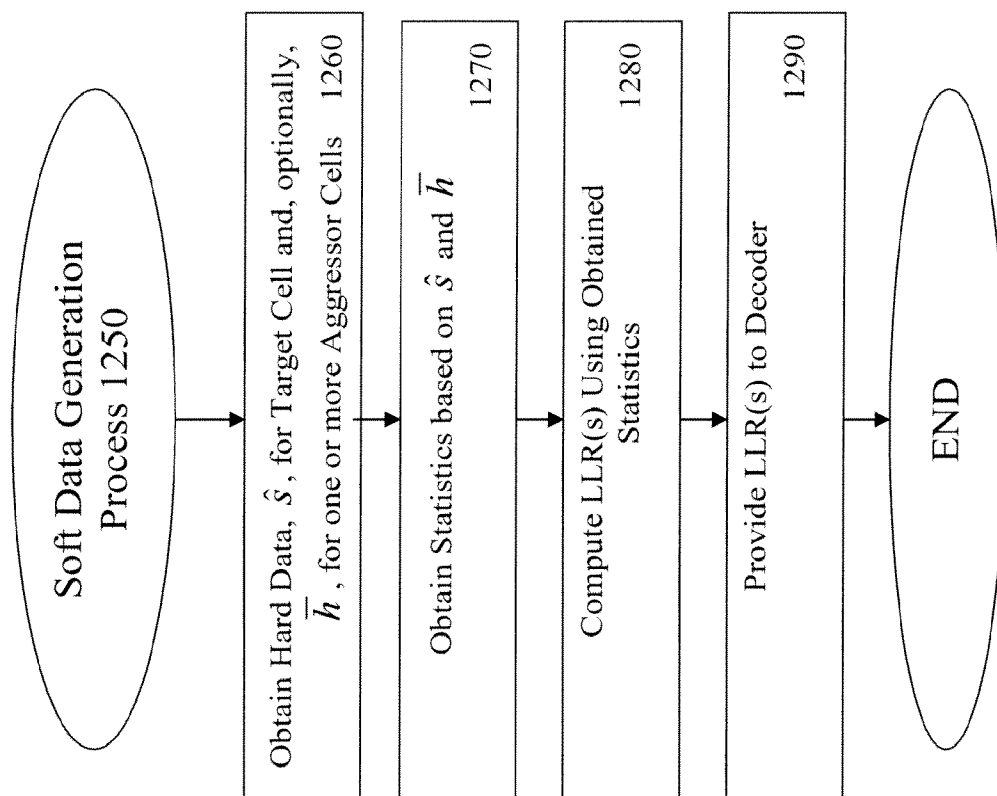 Soft Data Generation
Process 1250
Obtain Hard Data, ŝ, for Target Cell and, optionally,
h̅, for one or more Aggressor Cells 1260
Obtain Statistics based on ŝ and h̅
1270
Compute LLR(s) Using Obtained
Statistics
1280
Provide LLR(s) to Decoder
1290
END